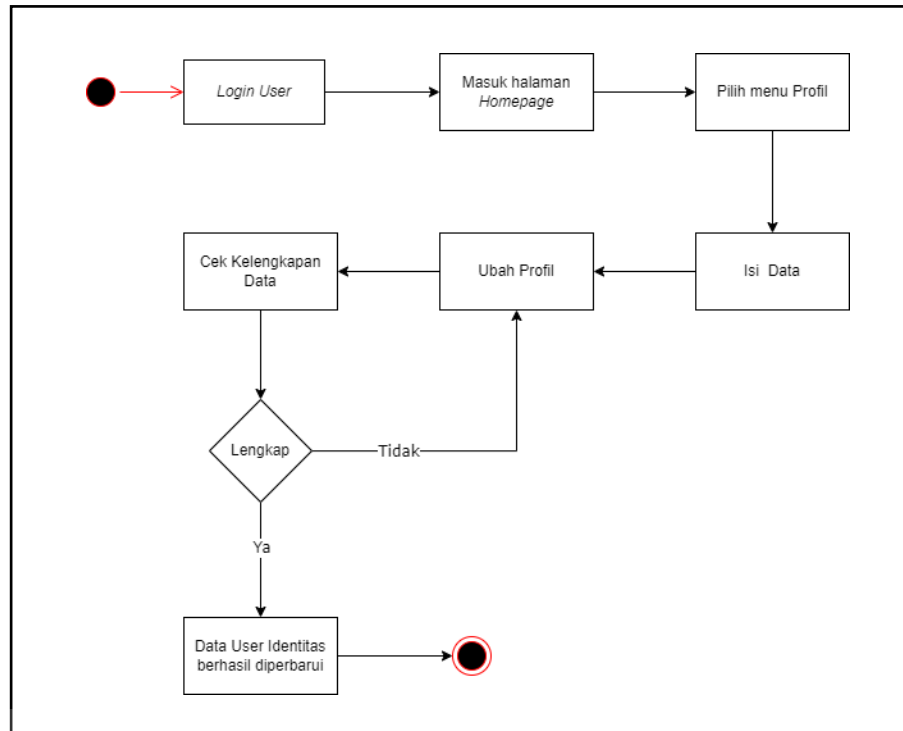 Login User
Masuk halaman
Homepage
Pilih menu Profil
Isi Data
Ubah Profil
Cek Kelengkapan
Data
Lengkap
Tidak
Ya
Data User Identitas
berhasil diperbarui